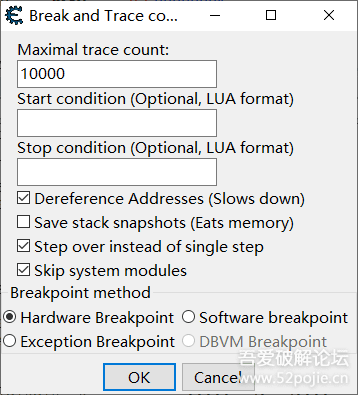 Break and Trace co...
Maximal trace count:
10000
Start condition (Optional, LUA format)
Stop condition (Optional, LUA format)
Dereference Addresses (Slows down)
Save stack snapshots (Eats memory)
Step over instead of single step
Skip system modules
Breakpoint method
Hardware Breakpoint Software breakpoint
Exception Breakpoint DBVM Breakpoint
OK Cancel
吾爱破解论坛
www.52pojie.cn